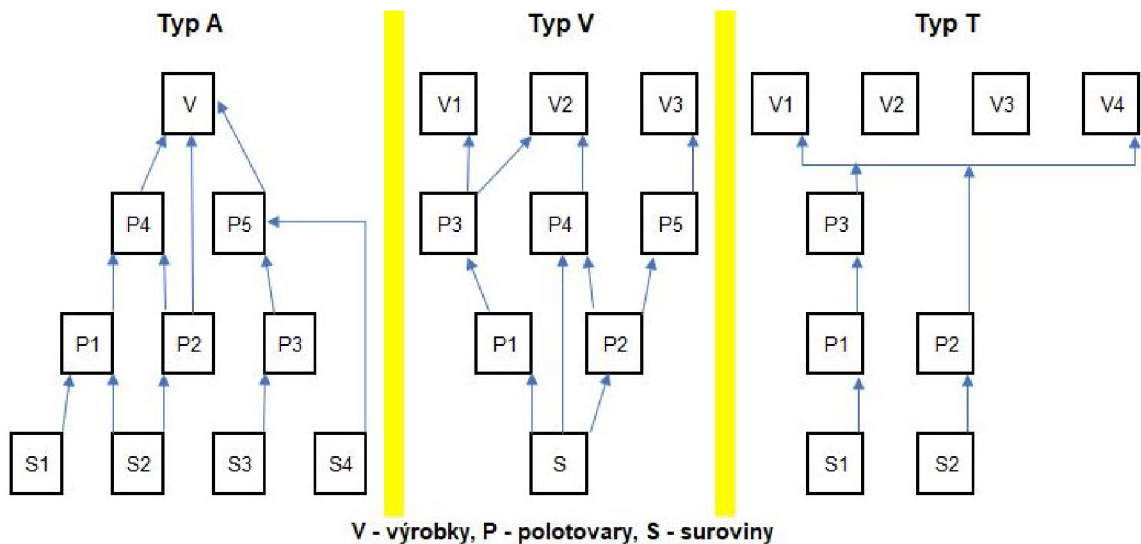 Typ A Typ V Typ T
V V1 V2 V3 V1 V2 V3 V4
P4 P5 P3 P4 P5 P3
P1 P2 P3 P1 P2 P1 P2
S1 S2 S3 S4 S S1 S2
V - výrobky, P - polotovary, S - suroviny